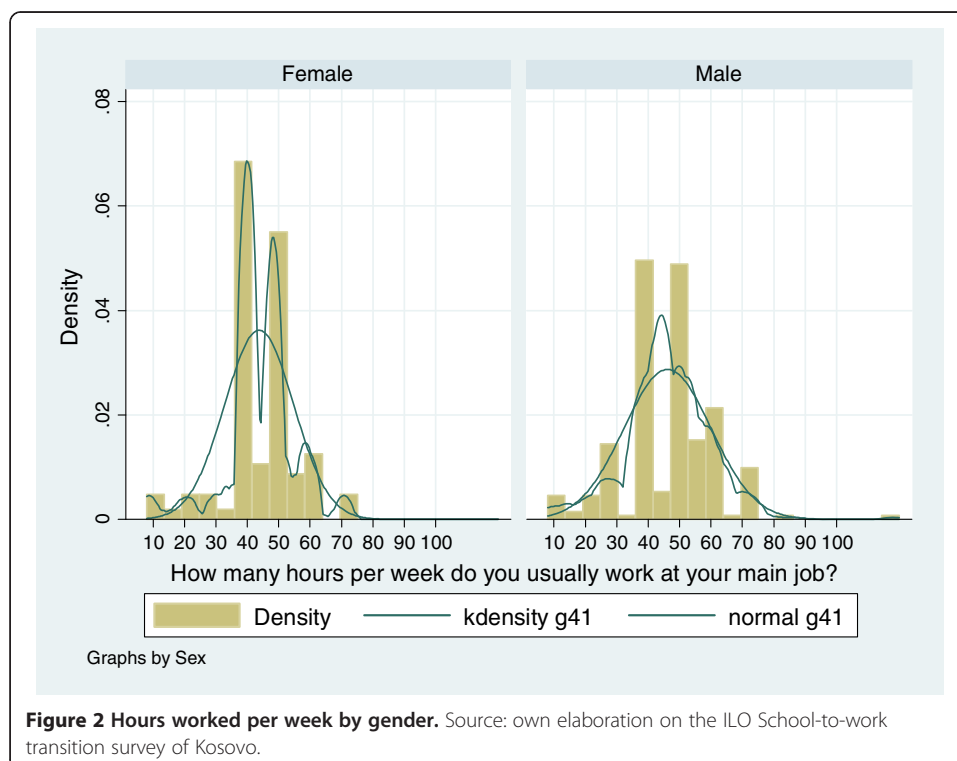 Female
Male
Density
.08
.06
.04
.02
0
10 20 30 40 50 60 70 80 90 100
10 20 30 40 50 60 70 80 90 100
How many hours per week do you usually work at your main job?
Density kdensity g41 normal g41
Graphs by Sex
Figure 2 Hours worked per week by gender. Source: own elaboration on the ILO School-to-work
transition survey of Kosovo.